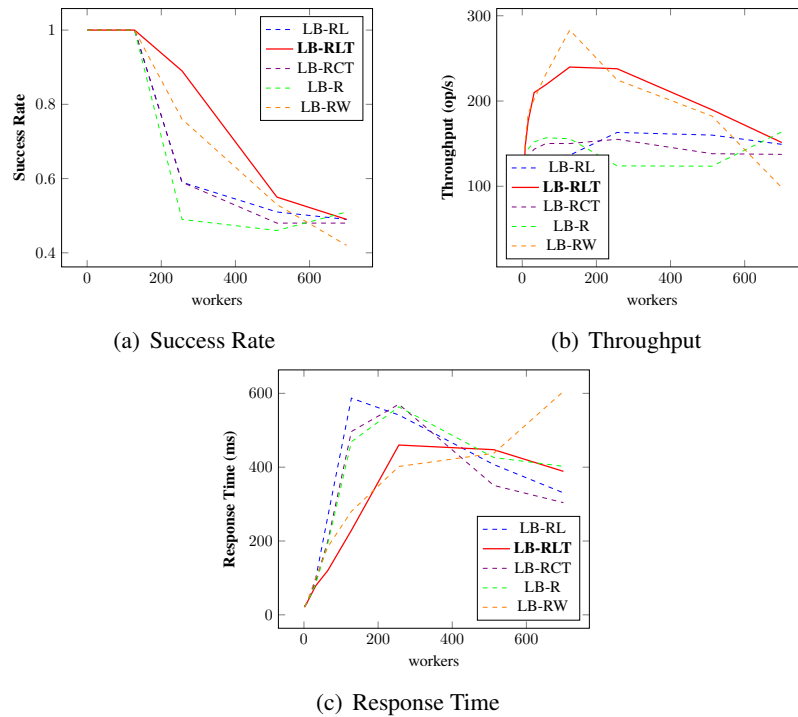 1
0.8
0.6
0.4
0
200
400
600
Success Rate
workers
LB-RL
LB-RLT
LB-RCT
LB-R
LB-RW
(a) Success Rate
300
200
100
0
200
400
600
Throughput (op/s)
workers
LB-RL
LB-RLT
LB-RCT
LB-R
LB-RW
(b) Throughput
600
400
200
0
0
200
400
600
Response Time (ms)
workers
LB-RL
LB-RLT
LB-RCT
LB-R
LB-RW
(c) Response Time